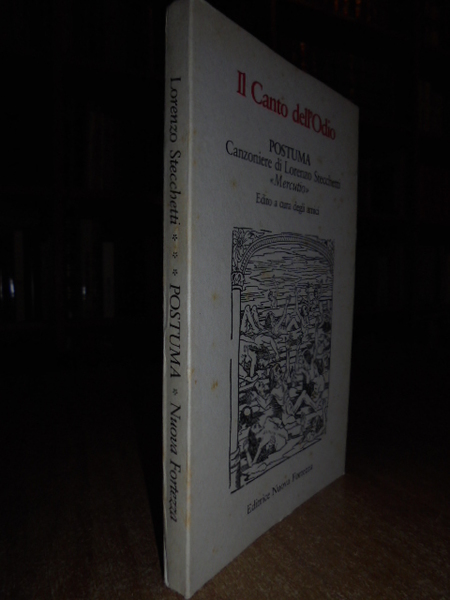 Il Canto dell'Odio
POSTUMA
Canzoniere di Lorenzo Stecchetti
«Mercutio»
Edito a cura degli amici
Editrice Nuova Fortezza
Lorenzo Stecchetti * * * POSTUMA * Nuova Fortezza